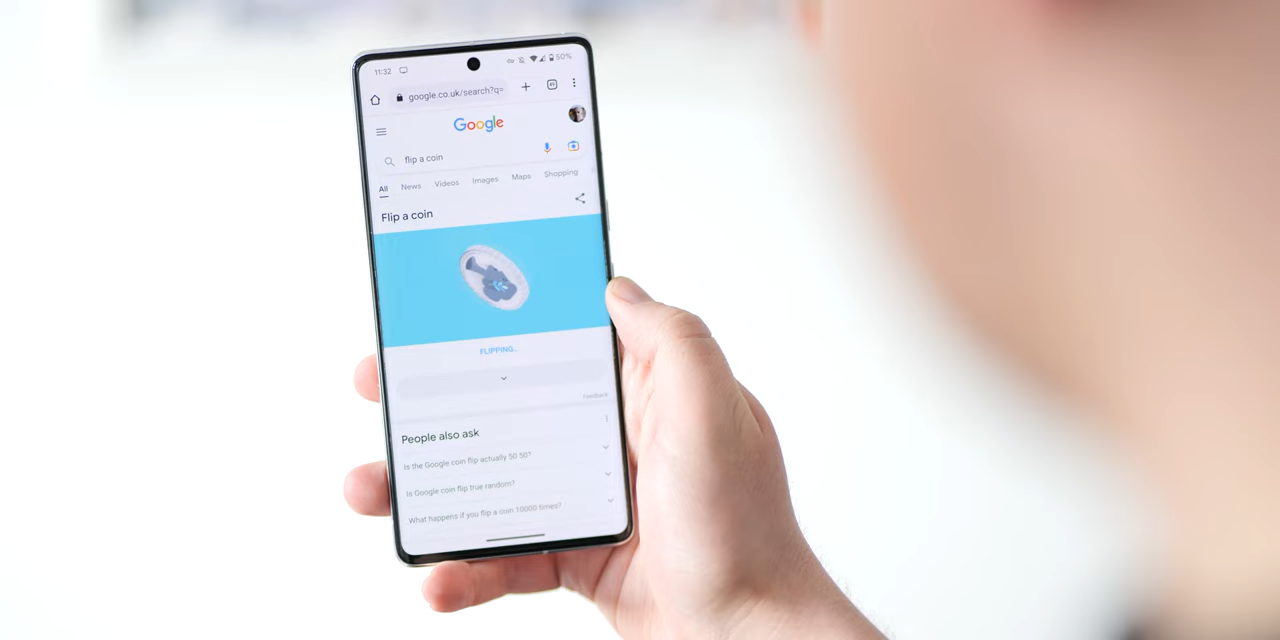 11:32 50%
google.co.uk/search?q=
Google
flip a coin
All News Videos Images Maps Shopping
Flip a coin
FLIPPING...
Feedback
People also ask
Is the Google coin flip actually 50 50?
Is Google coin flip true random?
What happens if you flip a coin 10000 times?